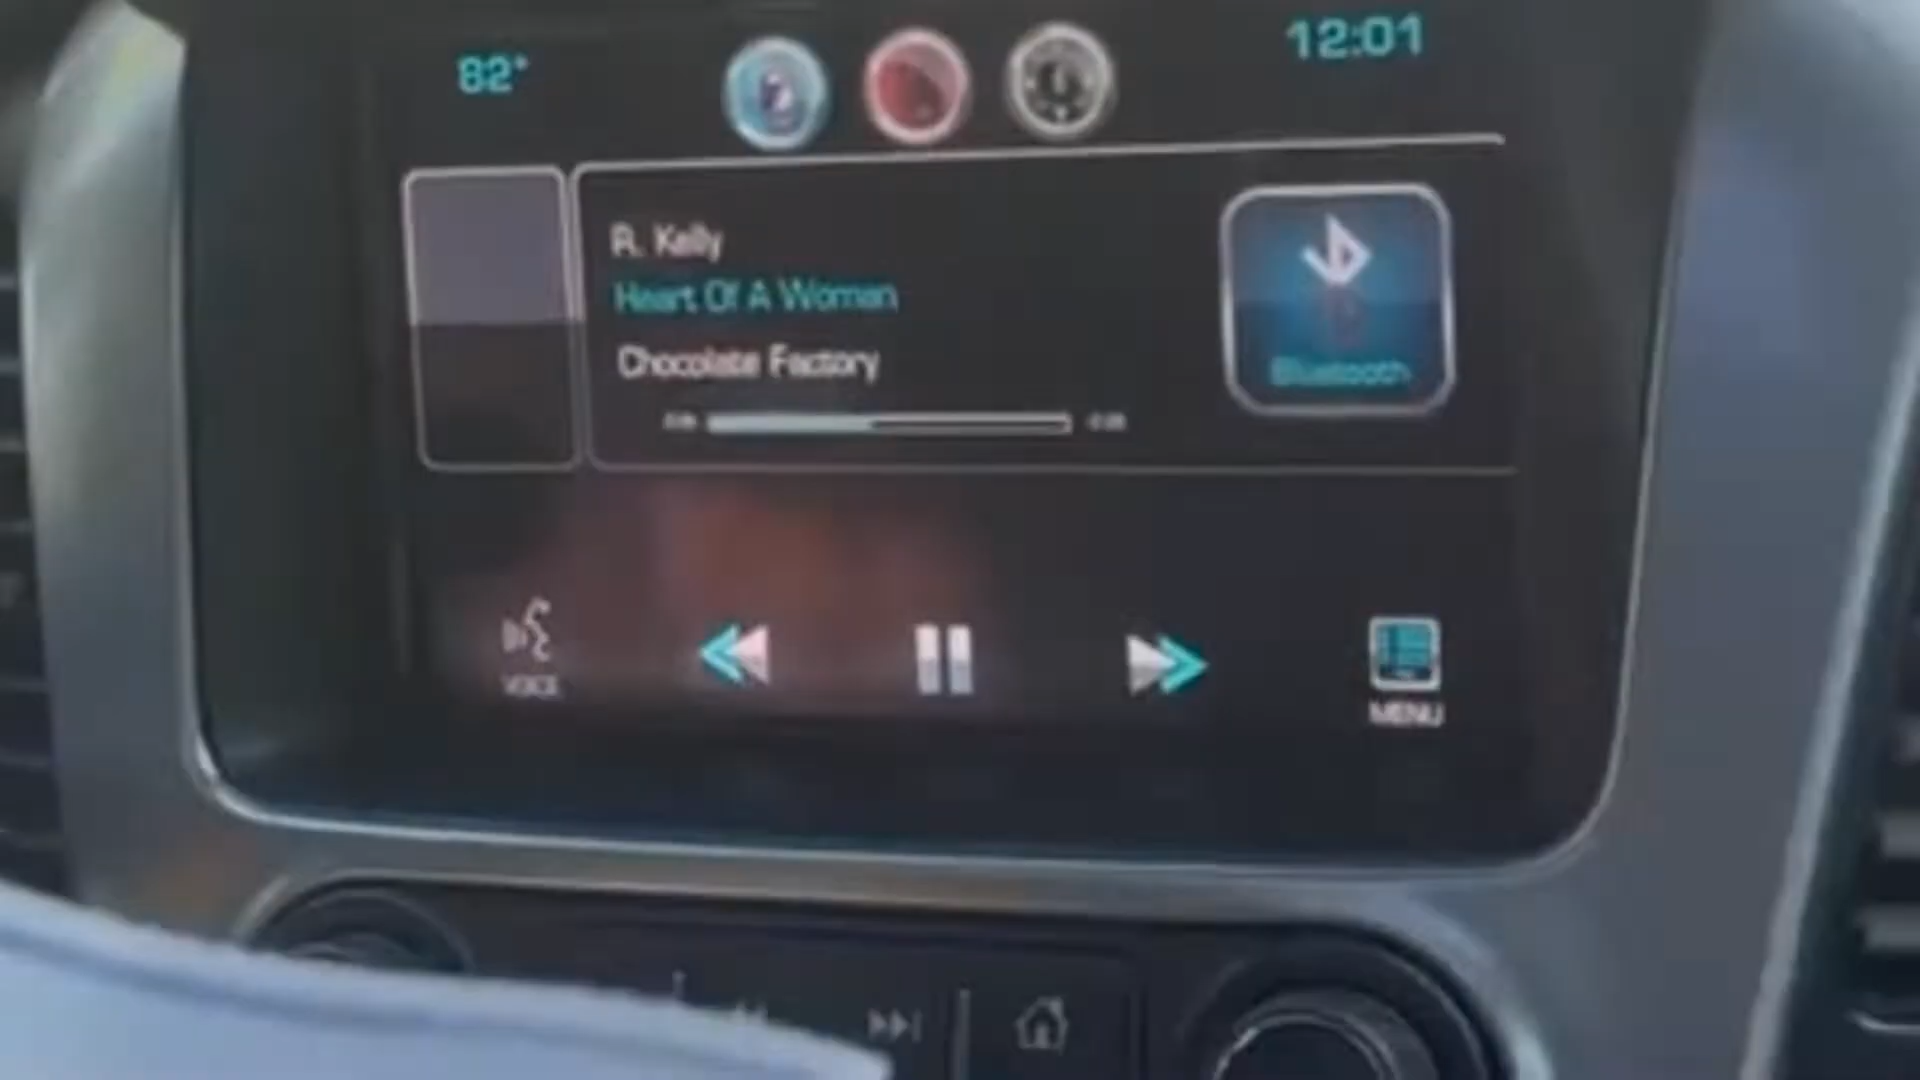 82°
12:01
R. Kelly
Heart Of A Woman
Chocolate Factory
Bluetooth
VOICE
MENU